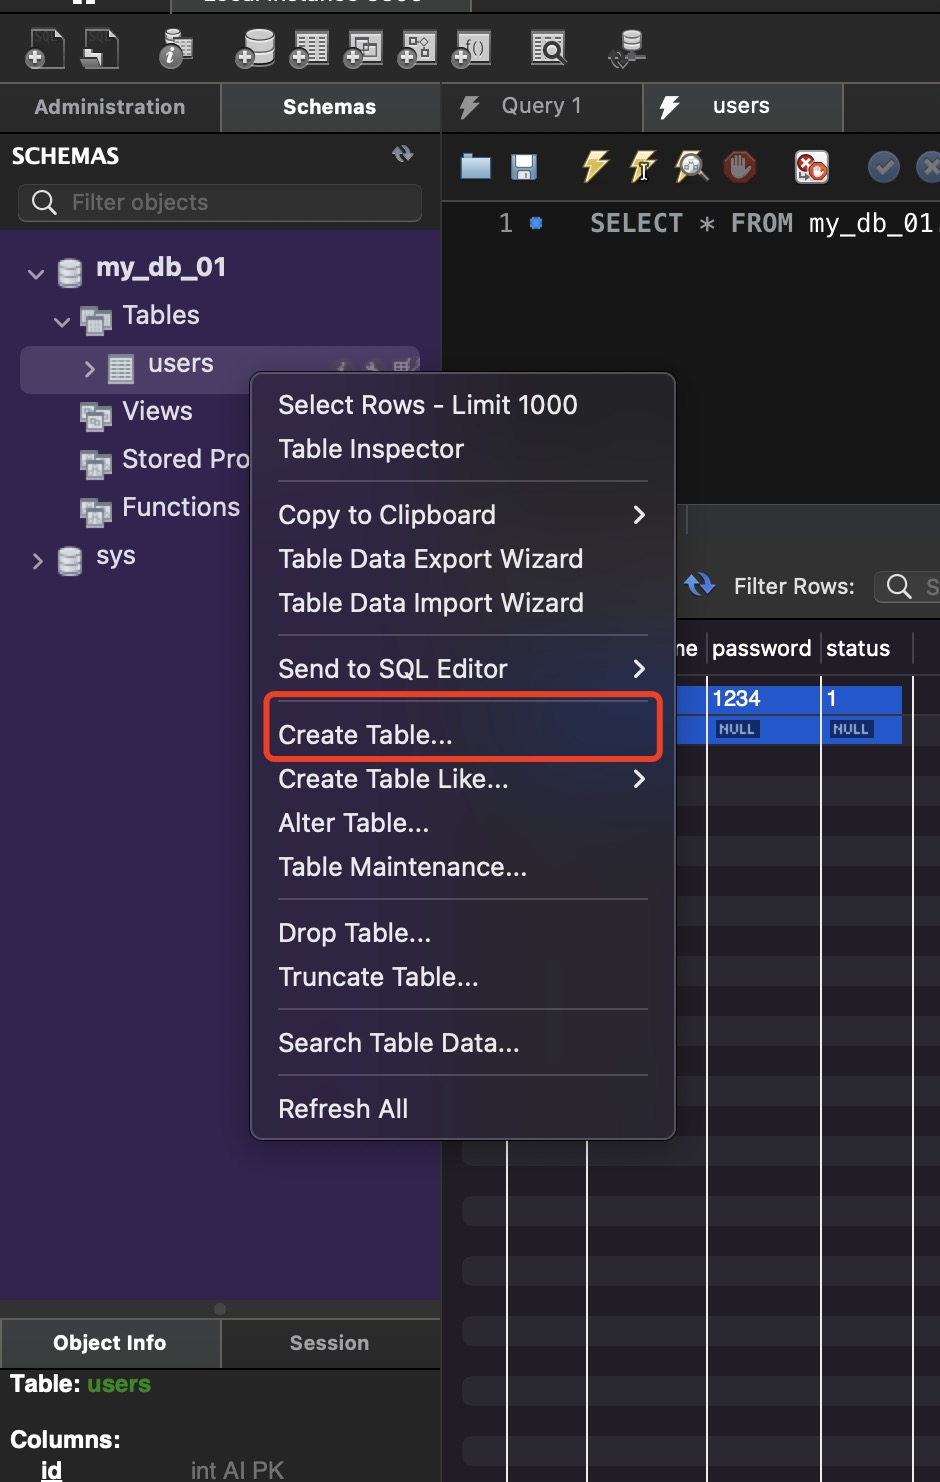 Administration
Schemas
Query 1
users
SCHEMAS
Filter objects
1
SELECT * FROM my_db_01
my_db_01
Tables
users
Views
Stored Pro
Functions
sys
Select Rows - Limit 1000
Table Inspector
Copy to Clipboard
Table Data Export Wizard
Table Data Import Wizard
Send to SQL Editor
Create Table...
Create Table Like...
Alter Table...
Table Maintenance...
Drop Table...
Truncate Table...
Search Table Data...
Refresh All
Filter Rows:
password
status
1234
1
NULL
NULL
Object Info
Session
Table: users
Columns:
id
int AI PK